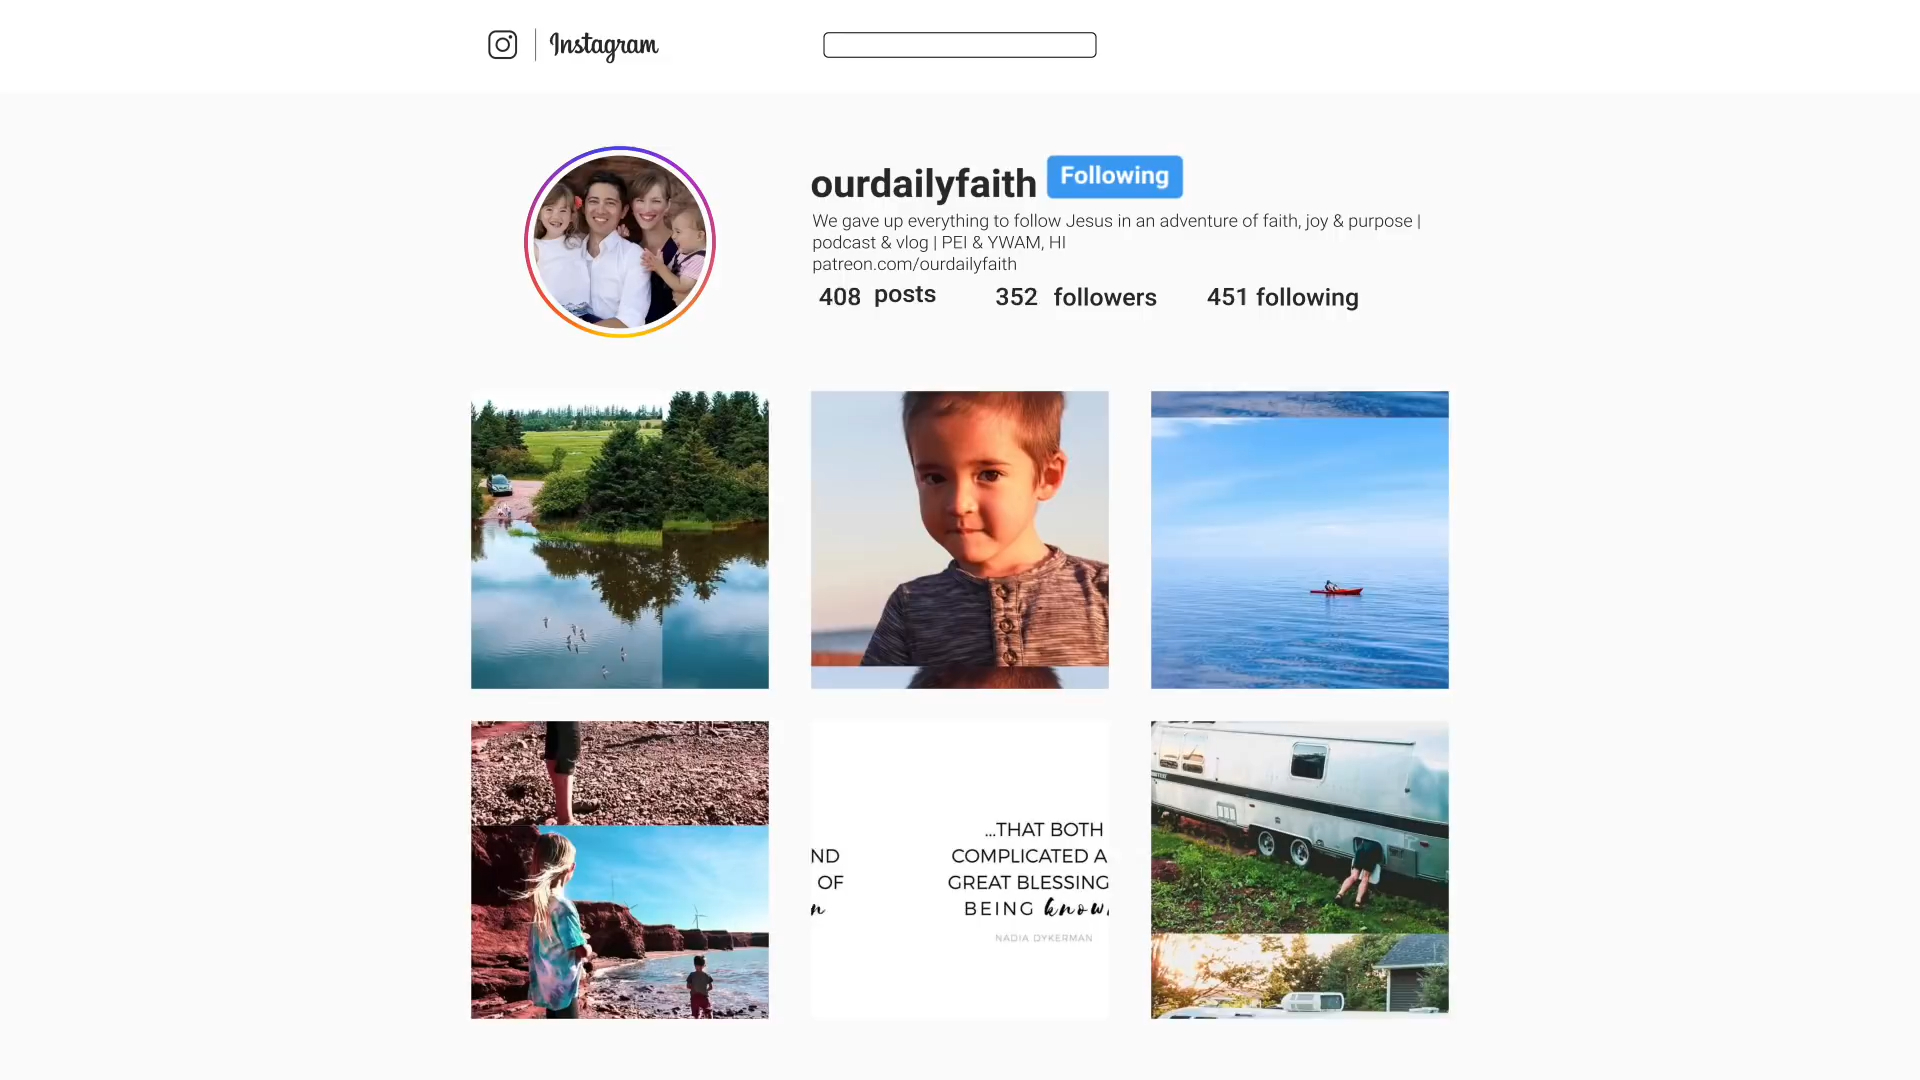 Instagram
ourdailyfaith Following
We gave up everything to follow Jesus in an adventure of faith, joy & purpose |
podcast & vlog | PEI & YWAM, HI
patreon.com/ourdailyfaith
408 posts 352 followers 451 following
...THAT BOTH
ND COMPLICATED A
OF GREAT BLESSING
n BEING know
NADIA DYKERMAN